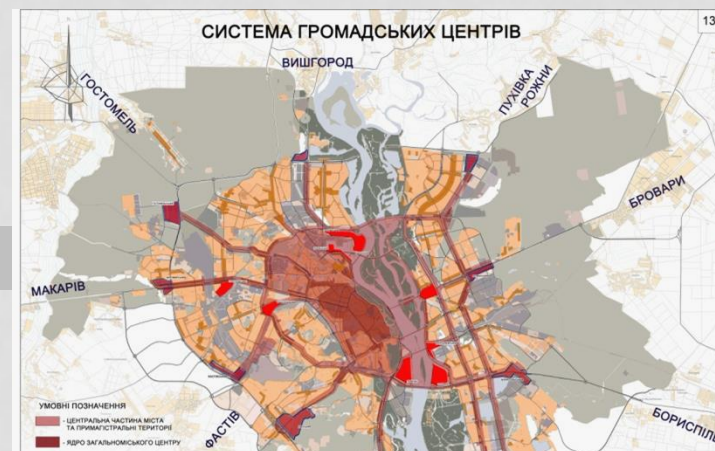 СИСТЕМА ГРОМАДСЬКИХ ЦЕНТРІВ
13
ВИШГОРОД
ГОСТОМЕЛЬ
ПУХІВКА
РОЖНИ
БРОВАРИ
МАКАРІВ
УМОВНІ ПОЗНАЧЕННЯ
- ЦЕНТРАЛЬНА ЧАСТИНА МІСТА
ТА ПРИМАГІСТРАЛЬНІ ТЕРИТОРІЇ
- ЯДРО ЗАГАЛЬНОМІСЬКОГО ЦЕНТРУ
ФАСТІВ
БОРИСПІЛЬ